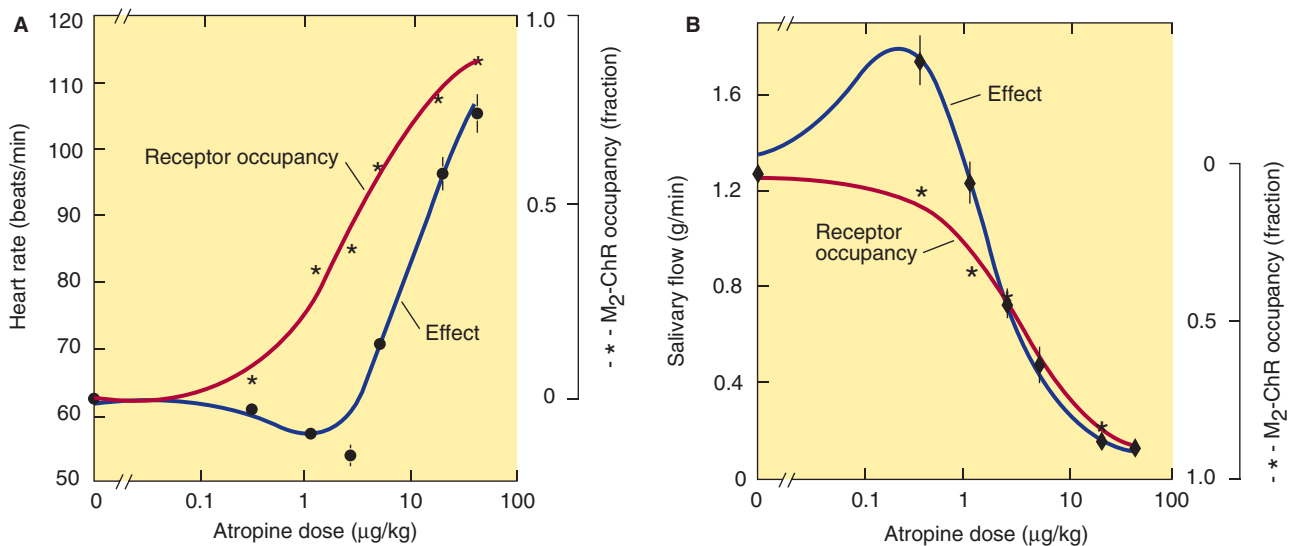 A
120
110
100
90
80
70
60
50
Heart rate (beats/min)
Receptor occupancy
Effect
0
0.1
1
10
100
Atropine dose (μg/kg)
1.0
0.5
0
- * - M2-ChR occupancy (fraction)
B
1.6
1.2
0.8
0.4
0
Salivary flow (g/min)
Effect
Receptor
occupancy
0
0.1
1
10
100
Atropine dose (μg/kg)
0
0.5
1.0
- * - M2-ChR occupancy (fraction)